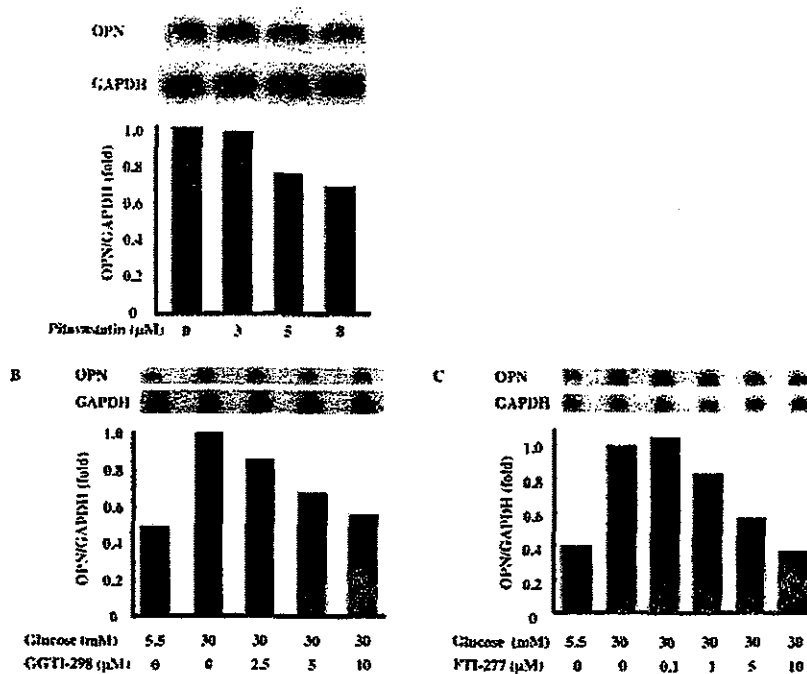 OPN
GAPDH
OPN/GAPDH (fold)
1.0
0.8
0.6
0.4
0.2
0
Pitavastatin (μM) 0 3 5 8
B OPN
GAPDH
OPN/GAPDH (fold)
1.0
0.8
0.6
0.4
0.2
0
Glucose (mM) 5.5 30 30 30 30
GGTI-298 (μM) 0 0 2.5 5 10
C OPN
GAPDH
OPN/GAPDH (fold)
1.0
0.8
0.6
0.4
0.2
0
Glucose (mM) 5.5 30 30 30 30 30
FTI-277 (μM) 0 0 0.1 1 5 10